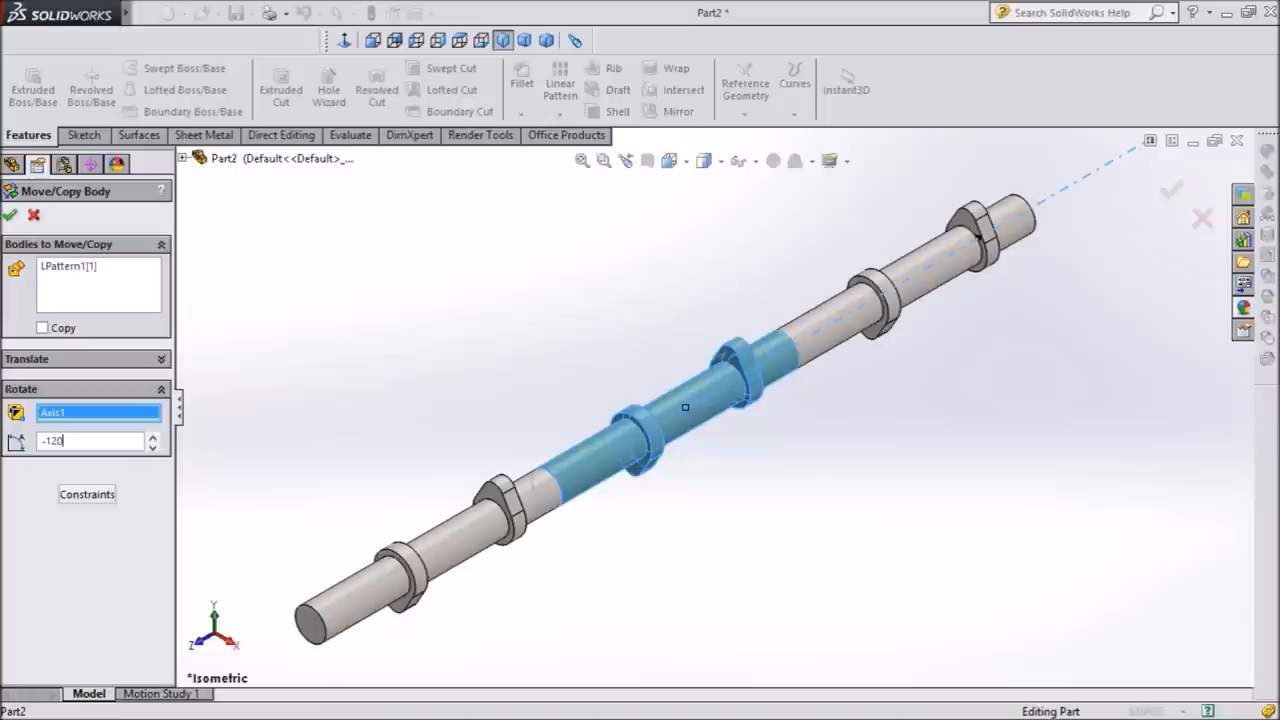 SOLIDWORKS
Part2 *
Search SolidWorks Help
Extruded Boss/Base
Revolved Boss/Base
Swept Boss/Base
Lofted Boss/Base
Boundary Boss/Base
Extruded Cut
Hole Wizard
Revolved Cut
Swept Cut
Lofted Cut
Boundary Cut
Fillet
Linear Pattern
Rib
Draft
Shell
Wrap
Intersect
Mirror
Reference Geometry
Curves
Instant3D
Features
Sketch
Surfaces
Sheet Metal
Direct Editing
Evaluate
DimXpert
Render Tools
Office Products
Part2 (Default<<Default>_...
Move/Copy Body
?
Bodies to Move/Copy
LPattern1[1]
Copy
Translate
Rotate
Axis1
-120
Constraints
Y
Z
X
*Isometric
Model
Motion Study 1
Part2
Editing Part